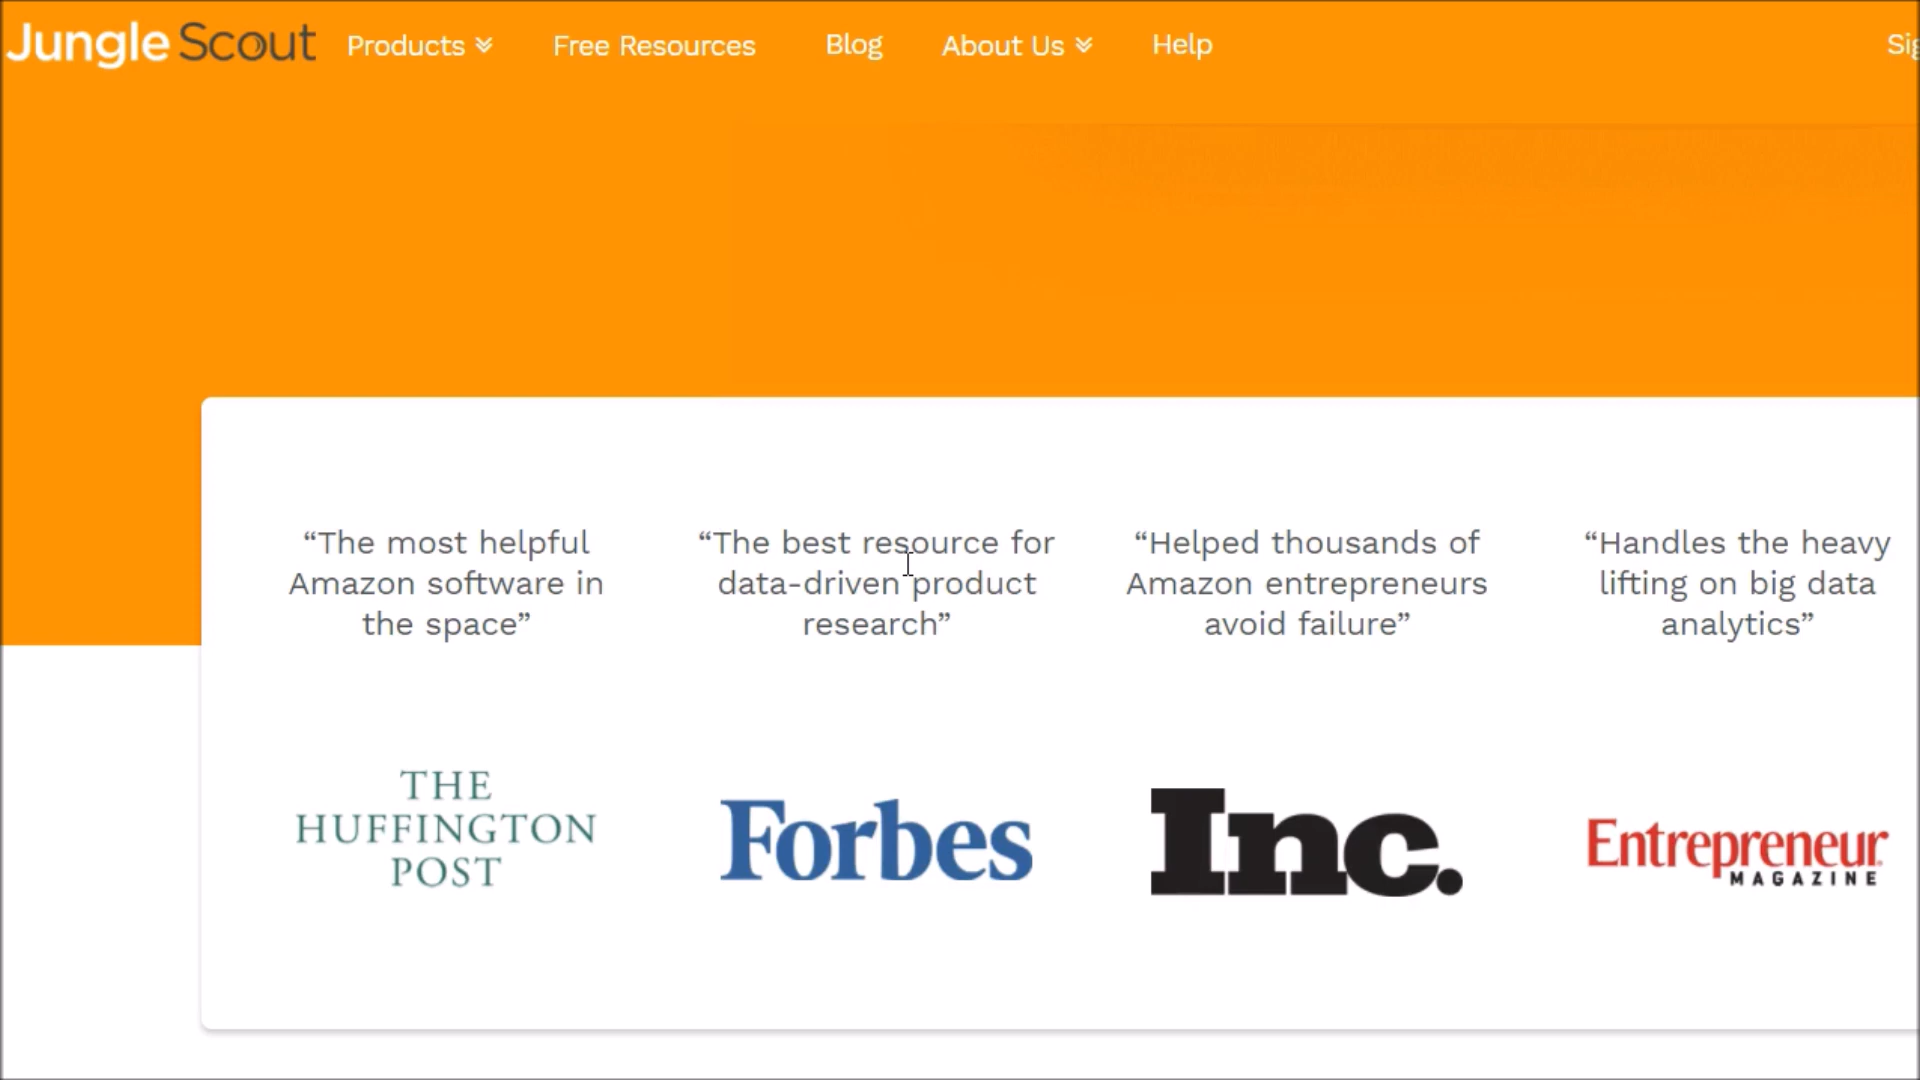 Jungle Scout Products Free Resources Blog About Us Help Sig
“The most helpful
Amazon software in
the space”
“The best resource for
data-driven product
research”
“Helped thousands of
Amazon entrepreneurs
avoid failure”
“Handles the heavy
lifting on big data
analytics”
THE
HUFFINGTON
POST
Forbes
Inc.
Entrepreneur
MAGAZINE